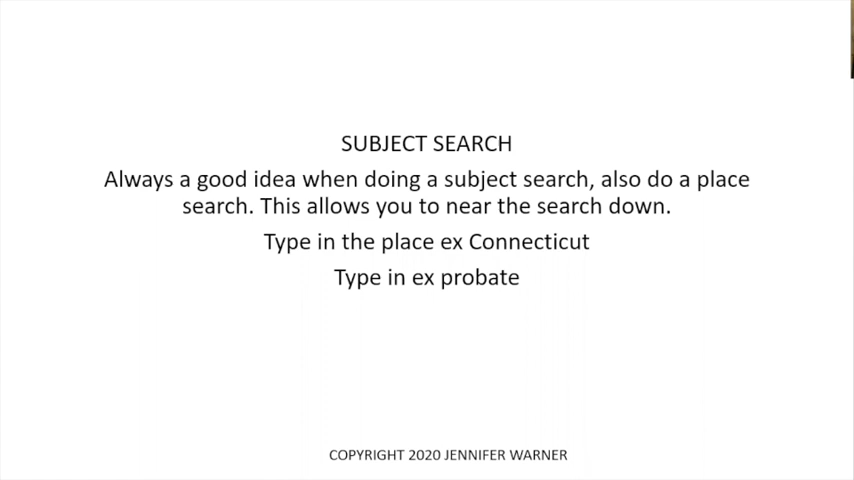 SUBJECT SEARCH
Always a good idea when doing a subject search, also do a place
search. This allows you to near the search down.
Type in the place ex Connecticut
Type in ex probate
COPYRIGHT 2020 JENNIFER WARNER